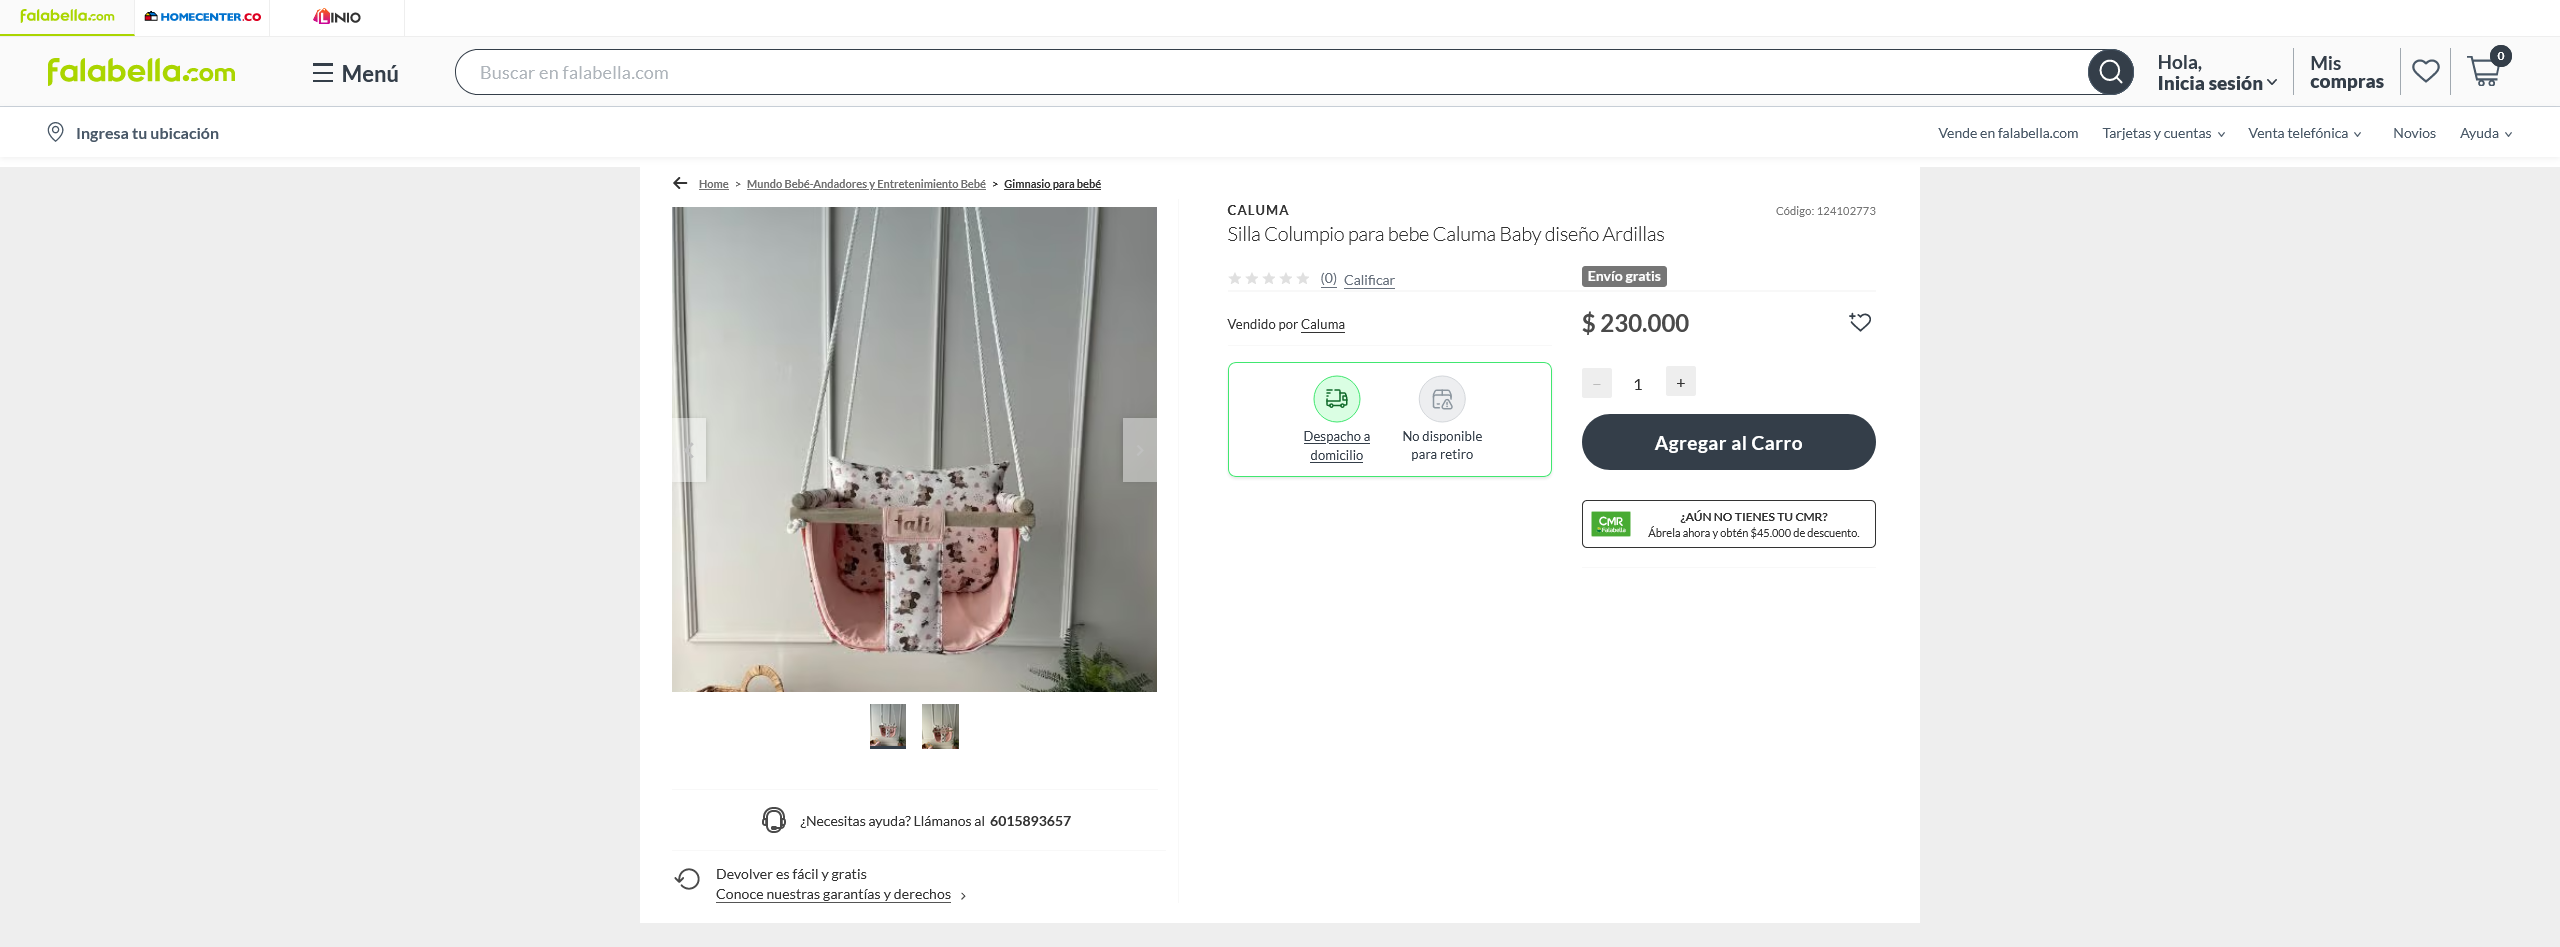 falabella.com
HOMECENTER.CO
LINIO
falabella.com
Menú
Buscar en falabella.com
Hola,
Inicia sesión
Mis
compras
0
Ingresa tu ubicación
Vende en falabella.com
Tarjetas y cuentas
Venta telefónica
Novios
Ayuda
Home > Mundo Bebé-Andadores y Entretenimiento Bebé > Gimnasio para bebé
fali
CALUMA
Código: 124102773
Silla Columpio para bebe Caluma Baby diseño Ardillas
(0) Calificar
Envío gratis
Vendido por Caluma
$ 230.000
Despacho a
domicilio
No disponible
para retiro
− 1 +
Agregar al Carro
CMR
Falabella
¿AÚN NO TIENES TU CMR?
Ábrela ahora y obtén $45.000 de descuento.
¿Necesitas ayuda? Llámanos al 6015893657
Devolver es fácil y gratis
Conoce nuestras garantías y derechos >